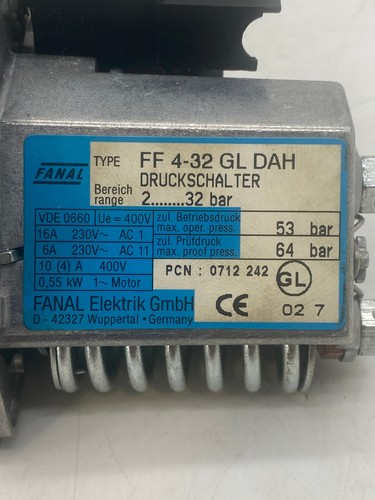 FANAL
TYPE FF 4-32 GL DAH
DRUCKSCHALTER
Bereich
range 2........32 bar
VDE 0660 Ue = 400V
16A 230V~ AC 1
6A 230V~ AC 11
10 (4) A 400V
0,55 kW 1~ Motor
zul. Betriebsdruck
max. oper. press. 53 bar
zul. Prüfdruck
max. proof press. 64 bar
PCN : 0712 242
GL
FANAL Elektrik GmbH
D - 42327 Wuppertal · Germany
CE 02 7